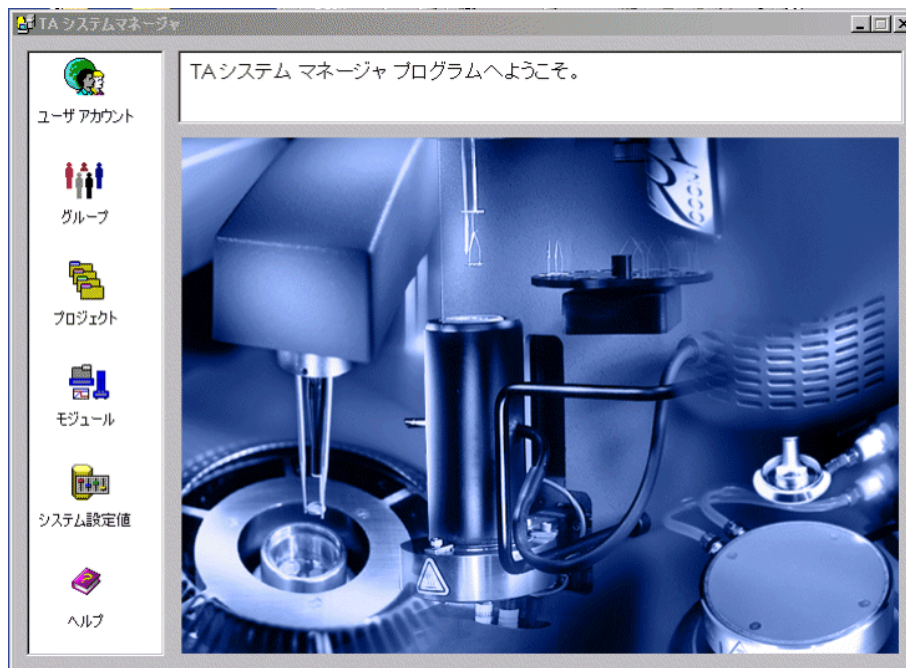 TA システムマネージャ
TAシステム マネージャ プログラムへようこそ。
ユーザ アカウント
グループ
プロジェクト
モジュール
システム設定値
ヘルプ